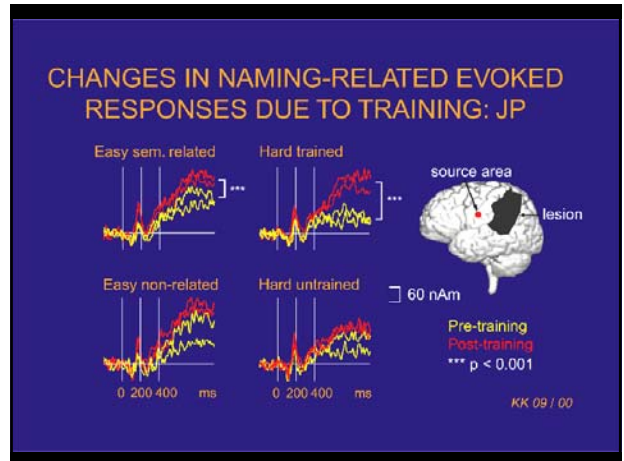 CHANGES IN NAMING-RELATED EVOKED
RESPONSES DUE TO TRAINING: JP
Easy sem. related
Hard trained
***
***
source area
lesion
Easy non-related
Hard untrained
60 nAm
Pre-training
Post-training
*** p < 0.001
0 200 400 ms
0 200 400 ms
KK 09 / 00